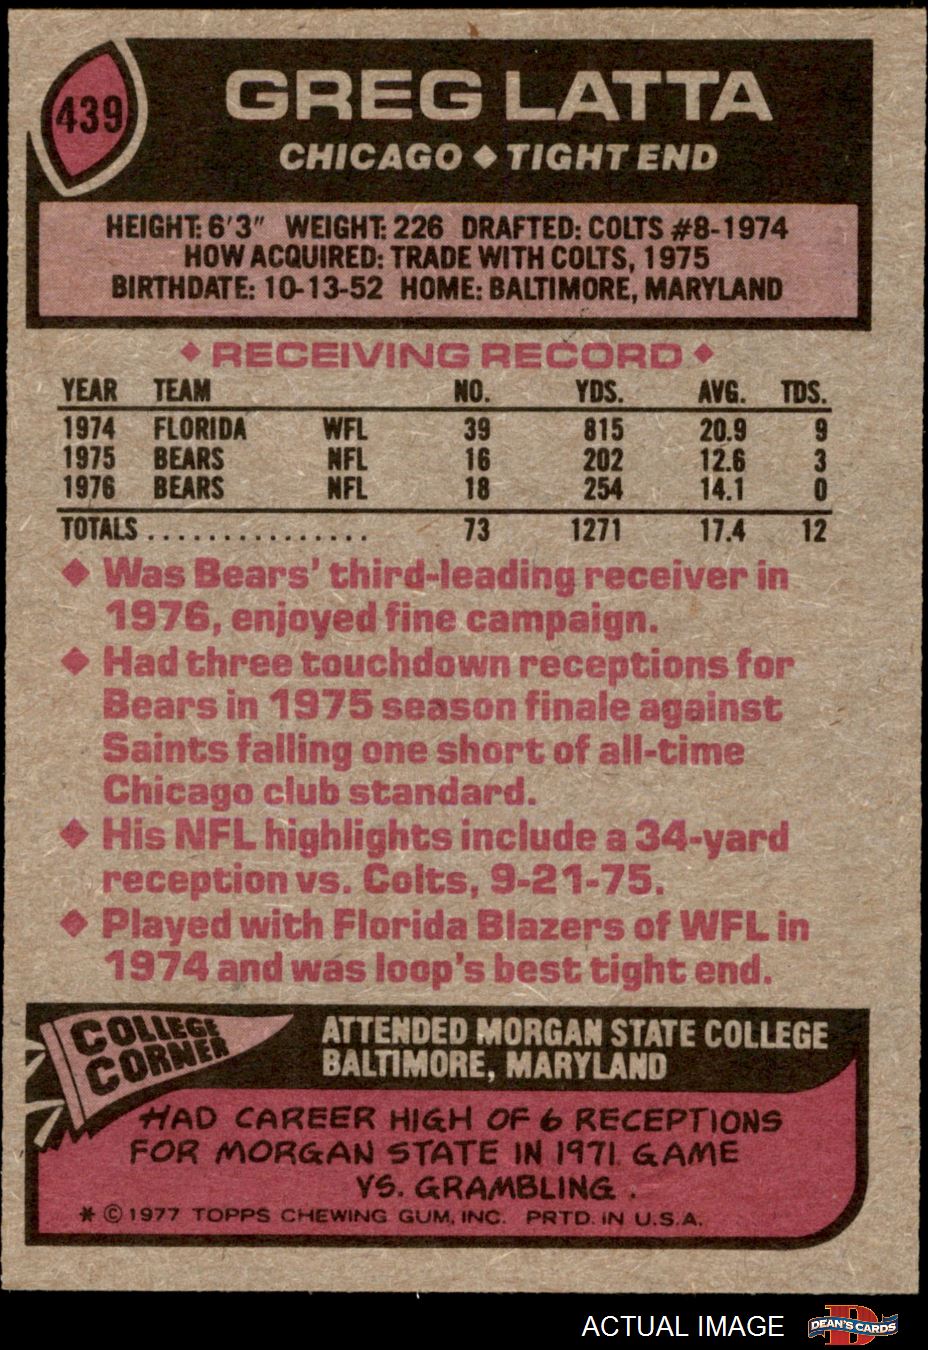 439
GREG LATTA
CHICAGO ◆ TIGHT END
HEIGHT: 6'3" WEIGHT: 226 DRAFTED: COLTS #8-1974
HOW ACQUIRED: TRADE WITH COLTS, 1975
BIRTHDATE: 10-13-52 HOME: BALTIMORE, MARYLAND
◆ RECEIVING RECORD ◆
YEAR TEAM NO. YDS. AVG. TDS.
1974 FLORIDA WFL 39 815 20.9 9
1975 BEARS NFL 16 202 12.6 3
1976 BEARS NFL 18 254 14.1 0
TOTALS ............... 73 1271 17.4 12
◆ Was Bears' third-leading receiver in
1976, enjoyed fine campaign.
◆ Had three touchdown receptions for
Bears in 1975 season finale against
Saints falling one short of all-time
Chicago club standard.
◆ His NFL highlights include a 34-yard
reception vs. Colts, 9-21-75.
◆ Played with Florida Blazers of WFL in
1974 and was loop's best tight end.
COLLEGE
CORNER
ATTENDED MORGAN STATE COLLEGE
BALTIMORE, MARYLAND
HAD CAREER HIGH OF 6 RECEPTIONS
FOR MORGAN STATE IN 1971 GAME
VS. GRAMBLING.
* © 1977 TOPPS CHEWING GUM, INC. PRTD. IN U.S.A.
ACTUAL IMAGE
D
DEAN'S CARDS